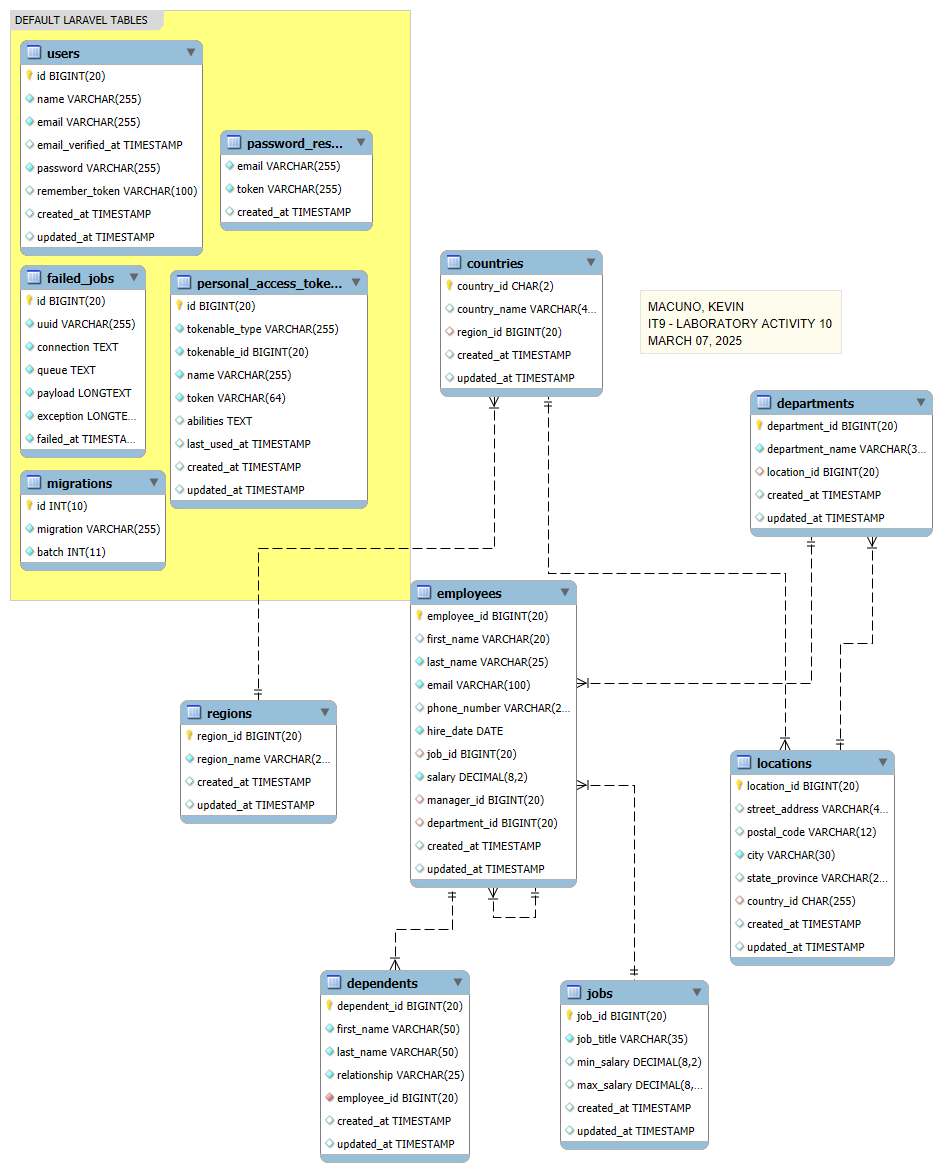 DEFAULT LARAVEL TABLES
users
id BIGINT(20)
name VARCHAR(255)
email VARCHAR(255)
email_verified_at TIMESTAMP
password VARCHAR(255)
remember_token VARCHAR(100)
created_at TIMESTAMP
updated_at TIMESTAMP
password_res...
email VARCHAR(255)
token VARCHAR(255)
created_at TIMESTAMP
failed_jobs
id BIGINT(20)
uuid VARCHAR(255)
connection TEXT
queue TEXT
payload LONGTEXT
exception LONGTE...
failed_at TIMESTA...
personal_access_toke...
id BIGINT(20)
tokenable_type VARCHAR(255)
tokenable_id BIGINT(20)
name VARCHAR(255)
token VARCHAR(64)
abilities TEXT
last_used_at TIMESTAMP
created_at TIMESTAMP
updated_at TIMESTAMP
migrations
id INT(10)
migration VARCHAR(255)
batch INT(11)
countries
country_id CHAR(2)
country_name VARCHAR(4...
region_id BIGINT(20)
created_at TIMESTAMP
updated_at TIMESTAMP
MACUNO, KEVIN
IT9 - LABORATORY ACTIVITY 10
MARCH 07, 2025
departments
department_id BIGINT(20)
department_name VARCHAR(3...
location_id BIGINT(20)
created_at TIMESTAMP
updated_at TIMESTAMP
employees
employee_id BIGINT(20)
first_name VARCHAR(20)
last_name VARCHAR(25)
email VARCHAR(100)
phone_number VARCHAR(2...
hire_date DATE
job_id BIGINT(20)
salary DECIMAL(8,2)
manager_id BIGINT(20)
department_id BIGINT(20)
created_at TIMESTAMP
updated_at TIMESTAMP
regions
region_id BIGINT(20)
region_name VARCHAR(2...
created_at TIMESTAMP
updated_at TIMESTAMP
locations
location_id BIGINT(20)
street_address VARCHAR(4...
postal_code VARCHAR(12)
city VARCHAR(30)
state_province VARCHAR(2...
country_id CHAR(255)
created_at TIMESTAMP
updated_at TIMESTAMP
dependents
dependent_id BIGINT(20)
first_name VARCHAR(50)
last_name VARCHAR(50)
relationship VARCHAR(25)
employee_id BIGINT(20)
created_at TIMESTAMP
updated_at TIMESTAMP
jobs
job_id BIGINT(20)
job_title VARCHAR(35)
min_salary DECIMAL(8,2)
max_salary DECIMAL(8,...
created_at TIMESTAMP
updated_at TIMESTAMP